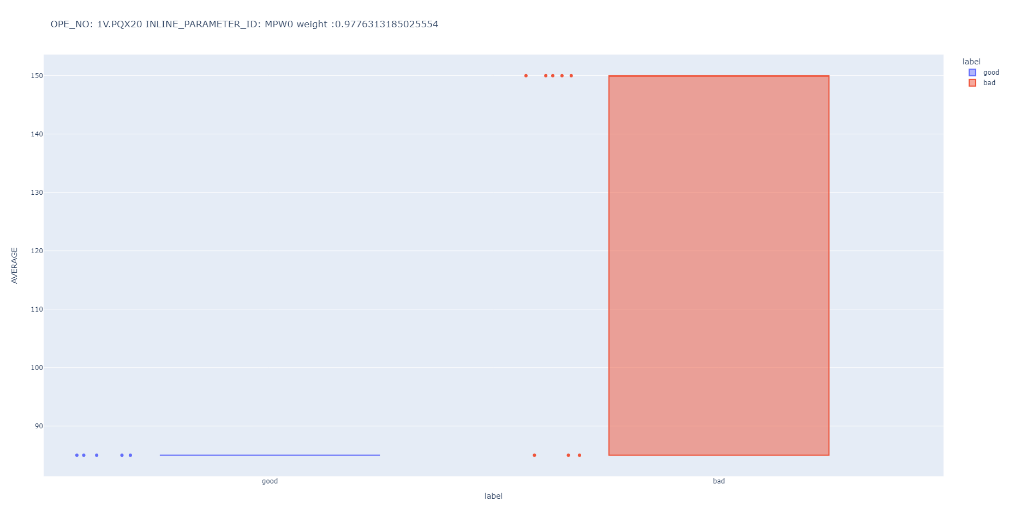 OPE_NO: 1V.PQX20 INLINE_PARAMETER_ID: MPW0 weight :0.9776313185025554
label
good
bad
150
140
130
120
110
100
90
AVERAGE
good
bad
label